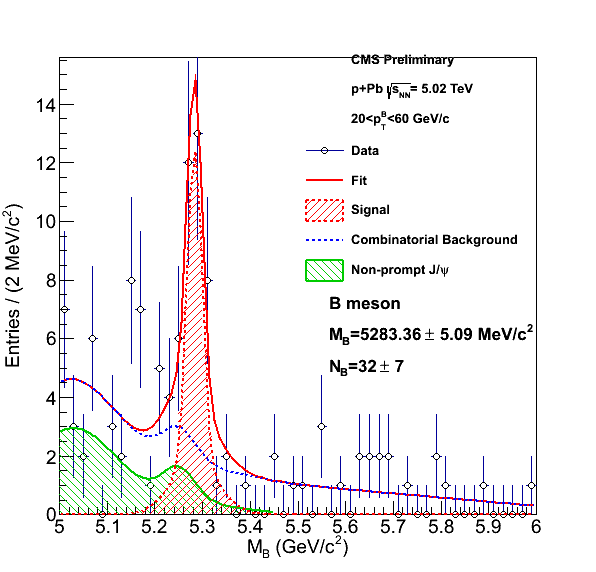 CMS Preliminary
p+Pb √sNN= 5.02 TeV
20<pTB<60 GeV/c
Data
Fit
Signal
Combinatorial Background
Non-prompt J/ψ
B meson
MB=5283.36 ± 5.09 MeV/c2
NB=32 ± 7
Entries / (2 MeV/c2)
14
12
10
8
6
4
2
0
5 5.1 5.2 5.3 5.4 5.5 5.6 5.7 5.8 5.9 6
MB (GeV/c2)